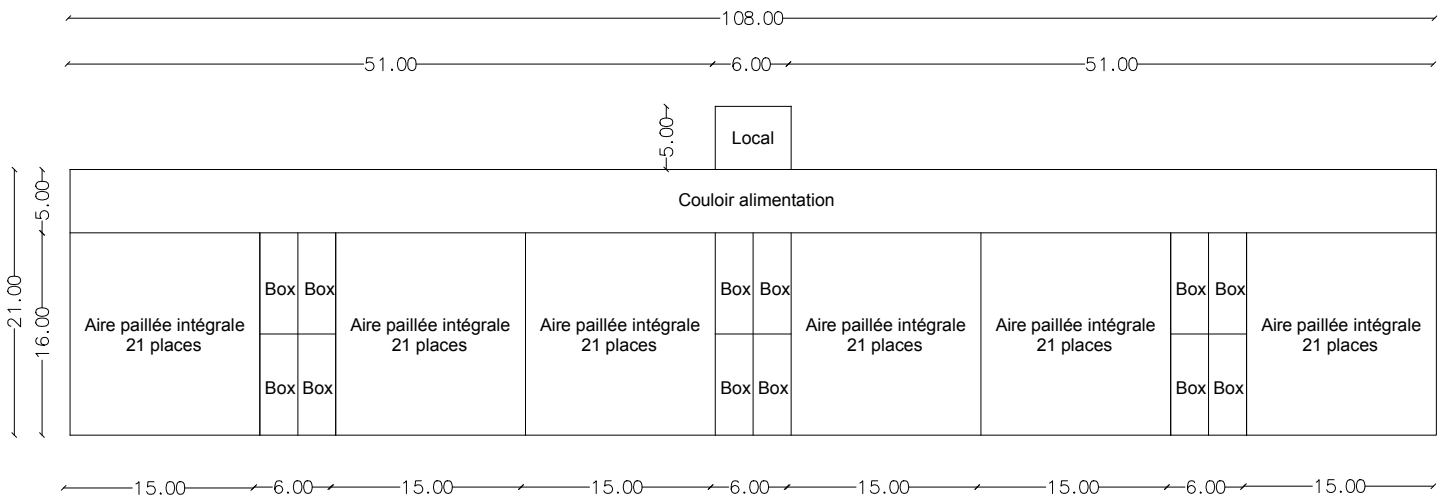 108.00
51.00
6.00
51.00
5.00
Local
Couloir alimentation
5.00
21.00
16.00
Box Box
Box Box
Box Box
Aire paillée intégrale
21 places
Aire paillée intégrale
21 places
Aire paillée intégrale
21 places
Aire paillée intégrale
21 places
Aire paillée intégrale
21 places
Aire paillée intégrale
21 places
Box Box
Box Box
Box Box
15.00
6.00
15.00
15.00
6.00
15.00
15.00
6.00
15.00